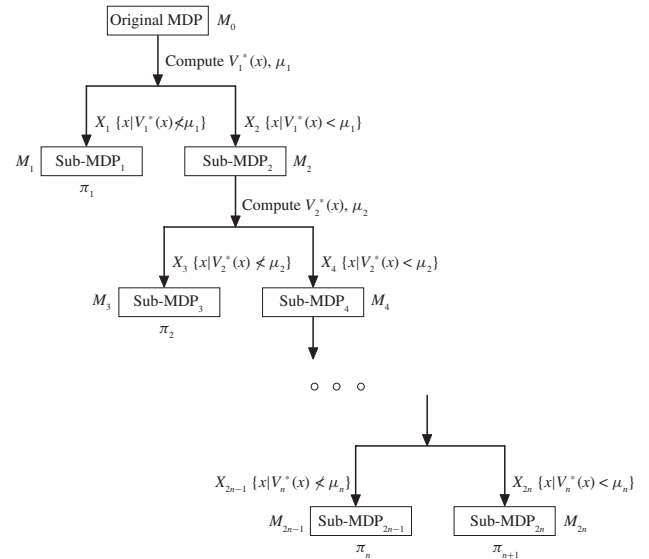 Original MDP M₀
Compute V₁*(x), μ₁
X₁ {x|V₁*(x)≮μ₁} X₂ {x|V₁*(x) < μ₁}
M₁ Sub-MDP₁ Sub-MDP₂ M₂
π₁
Compute V₂*(x), μ₂
X₃ {x|V₂*(x) ≮ μ₂} X₄ {x|V₂*(x) < μ₂}
M₃ Sub-MDP₃ Sub-MDP₄ M₄
π₂
X₂ₙ₋₁ {x|Vₙ*(x) ≮ μₙ} X₂ₙ {x|Vₙ*(x) < μₙ}
M₂ₙ₋₁ Sub-MDP₂ₙ₋₁ Sub-MDP₂ₙ M₂ₙ
πₙ πₙ₊₁